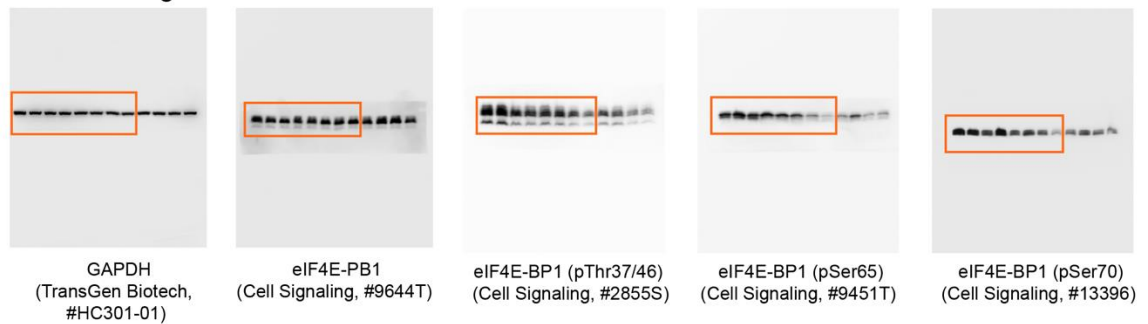 GAPDH
(TransGen Biotech,
#HC301-01)
eIF4E-PB1
(Cell Signaling, #9644T)
eIF4E-BP1 (pThr37/46)
(Cell Signaling, #2855S)
eIF4E-BP1 (pSer65)
(Cell Signaling, #9451T)
eIF4E-BP1 (pSer70)
(Cell Signaling, #13396)